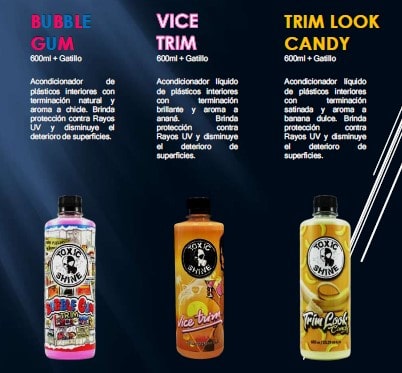 BUBBLE
GUM
600ml + Gatillo
Acondicionador de
plásticos interiores con
terminación natural y
aroma a chicle. Brinda
protección contra Rayos
UV y disminuye el
deterioro de superficies.
VICE
TRIM
600ml + Gatillo
Acondicionador líquido
de plásticos interiores
con terminación
brillante y aroma a
ananá. Brinda
protección contra
Rayos UV y disminuye
el deterioro de
superficies.
TRIM LOOK
CANDY
600ml + Gatillo
Acondicionador líquido
de plásticos interiores
con terminación
satinada y aroma a
banana dulce. Brinda
protección contra
Rayos UV y disminuye
el deterioro de
superficies.
TOXIC
SHINE
BUBBLE GUM
TRIM
TOXIC
SHINE
Vice trim
TOXIC
SHINE
Trim Look
Candy